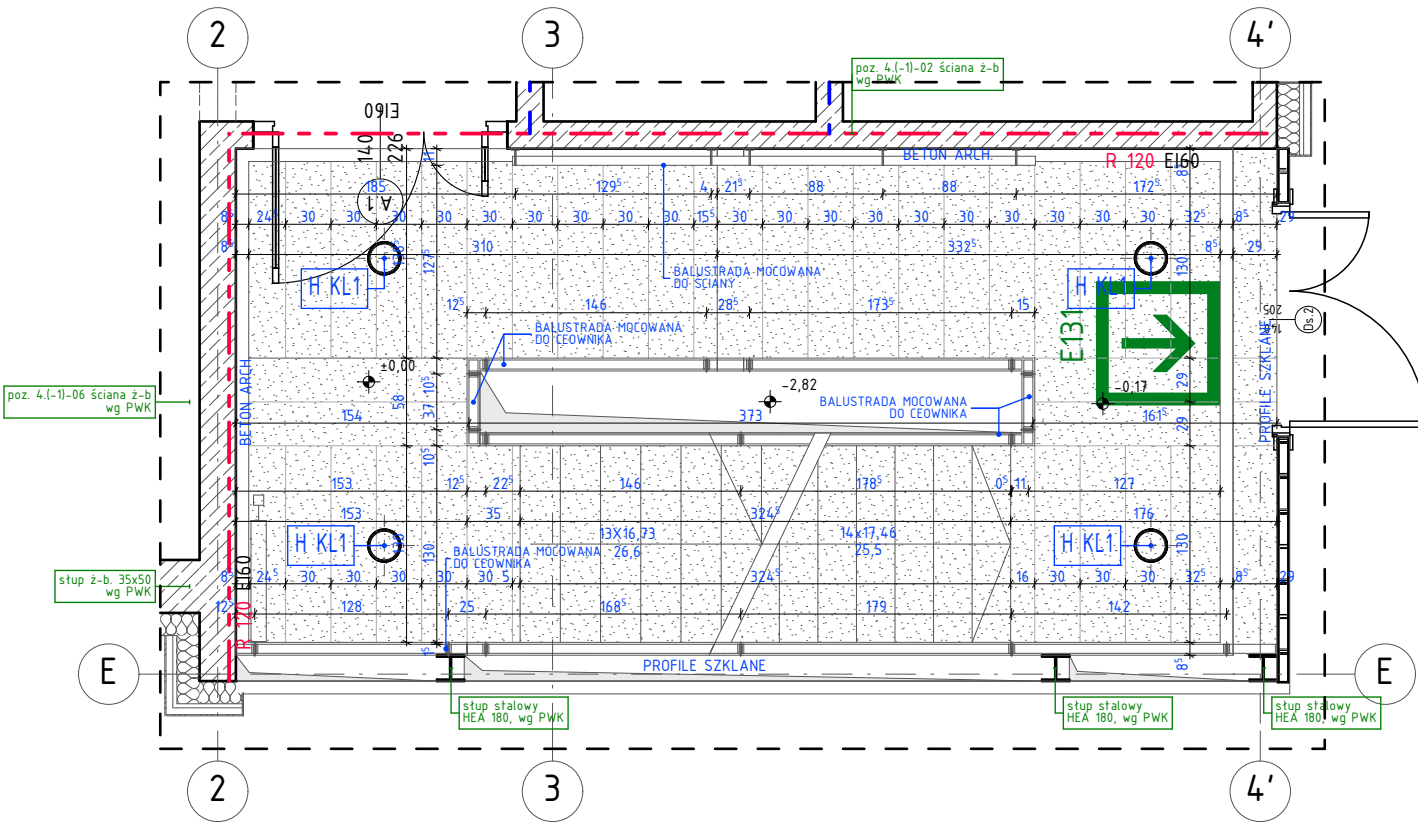 2
3
4'
poz. 4.(-1)-02 ściana ż-b
wg PWK
EI60
140
226
11
BETON ARCH.
R 120 EI60
8⁵
185
129⁵
4
21⁵
88
88
172⁵
A1
8⁵
24⁵
30
30
30
30
30
30
30
30
30
15⁵
30
30
30
30
30
30
30
30
30
32⁵
8⁵
29
8⁵
310
332⁵
8⁵
29
127⁵
130
BALUSTRADA MOCOWANA
DO ŚCIANY
H KL1
H KL1
12⁵
146
28⁵
173⁵
15
E131
205
Ds.2
BALUSTRADA MOCOWANA
DO CEOWNIKA
PROFILE SZKLANE
±0,00
-2,82
-0,17
BETON ARCH.
58
10⁵
37
10⁵
29
29
poz. 4.(-1)-06 ściana ż-b
wg PWK
BALUSTRADA MOCOWANA
DO CEOWNIKA
154
373
161⁵
153
12⁵
22⁵
146
178⁵
0⁵
11
127
153
35
324⁵
176
13X16,73
26,6
14x17,46
25,5
H KL1
H KL1
130
130
BALUSTRADA MOCOWANA
DO CEOWNIKA
słup ż-b. 35x50
wg PWK
R 120 EI60
8⁵
24⁵
30
30
30
30
30
5
324⁵
16
30
30
30
32⁵
8⁵
29
12⁵
128
25
168⁵
179
142
1⁵
8⁵
PROFILE SZKLANE
E
E
słup stalowy
HEA 180, wg PWK
słup stalowy
HEA 180, wg PWK
słup stalowy
HEA 180, wg PWK
2
3
4'